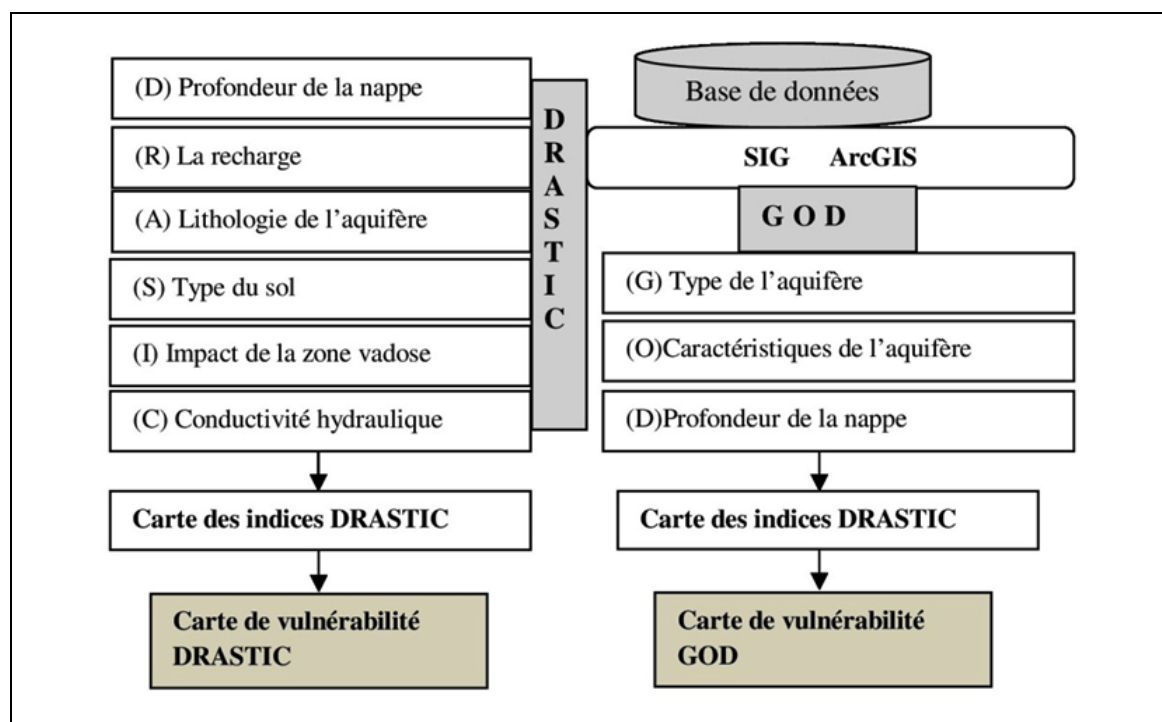 (D) Profondeur de la nappe
(R) La recharge
(A) Lithologie de l'aquifère
(S) Type du sol
(I) Impact de la zone vadose
(C) Conductivité hydraulique
D
R
A
S
T
I
C
Carte des indices DRASTIC
Carte de vulnérabilité
DRASTIC
Base de données
SIG ArcGIS
G O D
(G) Type de l'aquifère
(O)Caractéristiques de l'aquifère
(D)Profondeur de la nappe
Carte des indices DRASTIC
Carte de vulnérabilité
GOD